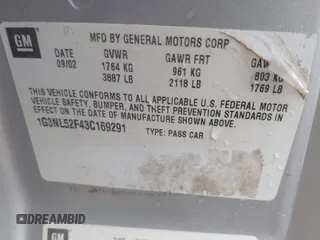 GM
MFD BY GENERAL MOTORS CORP
DATE GVWR GAWR FRT
09/02 1764 KG 961 KG 803 KG
3887 LB 2118 LB 1769 LB
THIS VEHICLE CONFORMS TO ALL APPLICABLE U.S. FEDERAL MOTOR
VEHICLE SAFETY, BUMPER, AND THEFT PREVENTION STANDARDS IN
EFFECT ON THE DATE OF MANUFACTURE SHOWN ABOVE.
1G3NL52F43C169291 TYPE: PASS CAR
DREAMBID
GM